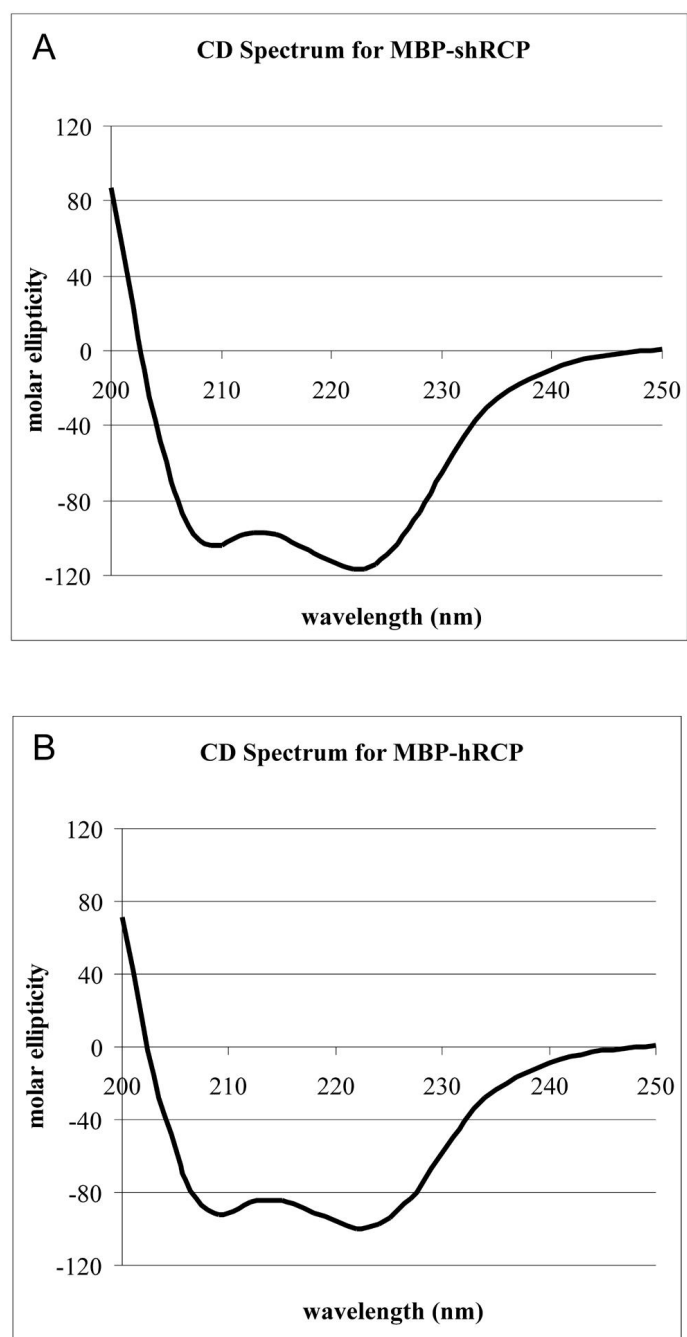 A
CD Spectrum for MBP-shRCP
120
80
40
0
-40
-80
-120
200 210 220 230 240 250
molar ellipticity
wavelength (nm)
B
CD Spectrum for MBP-hRCP
120
80
40
0
-40
-80
-120
200 210 220 230 240 250
molar ellipticity
wavelength (nm)